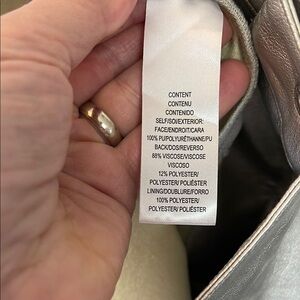 CONTENT
CONTENU
CONTENIDO
SELF/SOI/EXTERIOR:
FACE/ENDROIT/CARA
100% PU/POLYURÉTHANNE/PU
BACK/DOS/REVERSO
88% VISCOSE/VISCOSE
VISCOSO
12% POLYESTER/
POLYESTER/ POLIÉSTER
LINING/DOUBLURE/FORRO
100% POLYESTER/
POLYESTER/ POLIÉSTER